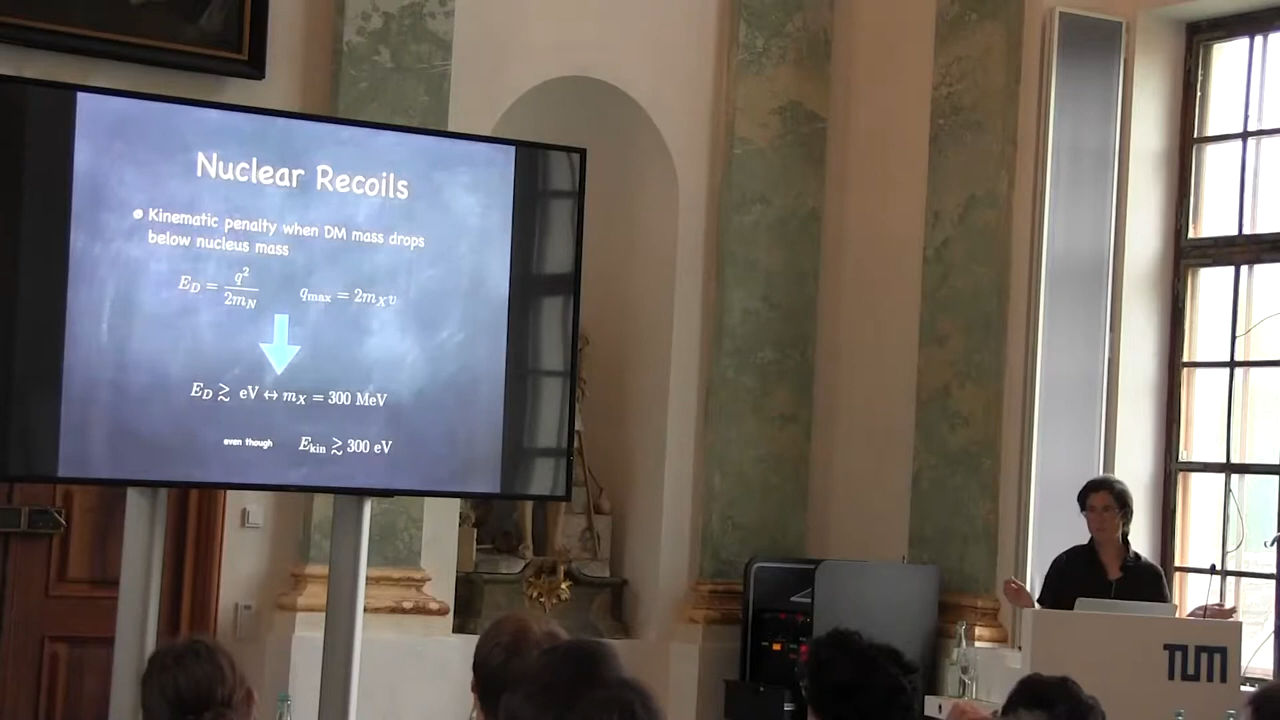 Nuclear Recoils
Kinematic penalty when DM mass drops
below nucleus mass
E_D = q²/2m_N    q_max = 2m_X v
E_D ≳ eV ↔ m_X = 300 MeV
even though E_kin ≳ 300 eV
TUM